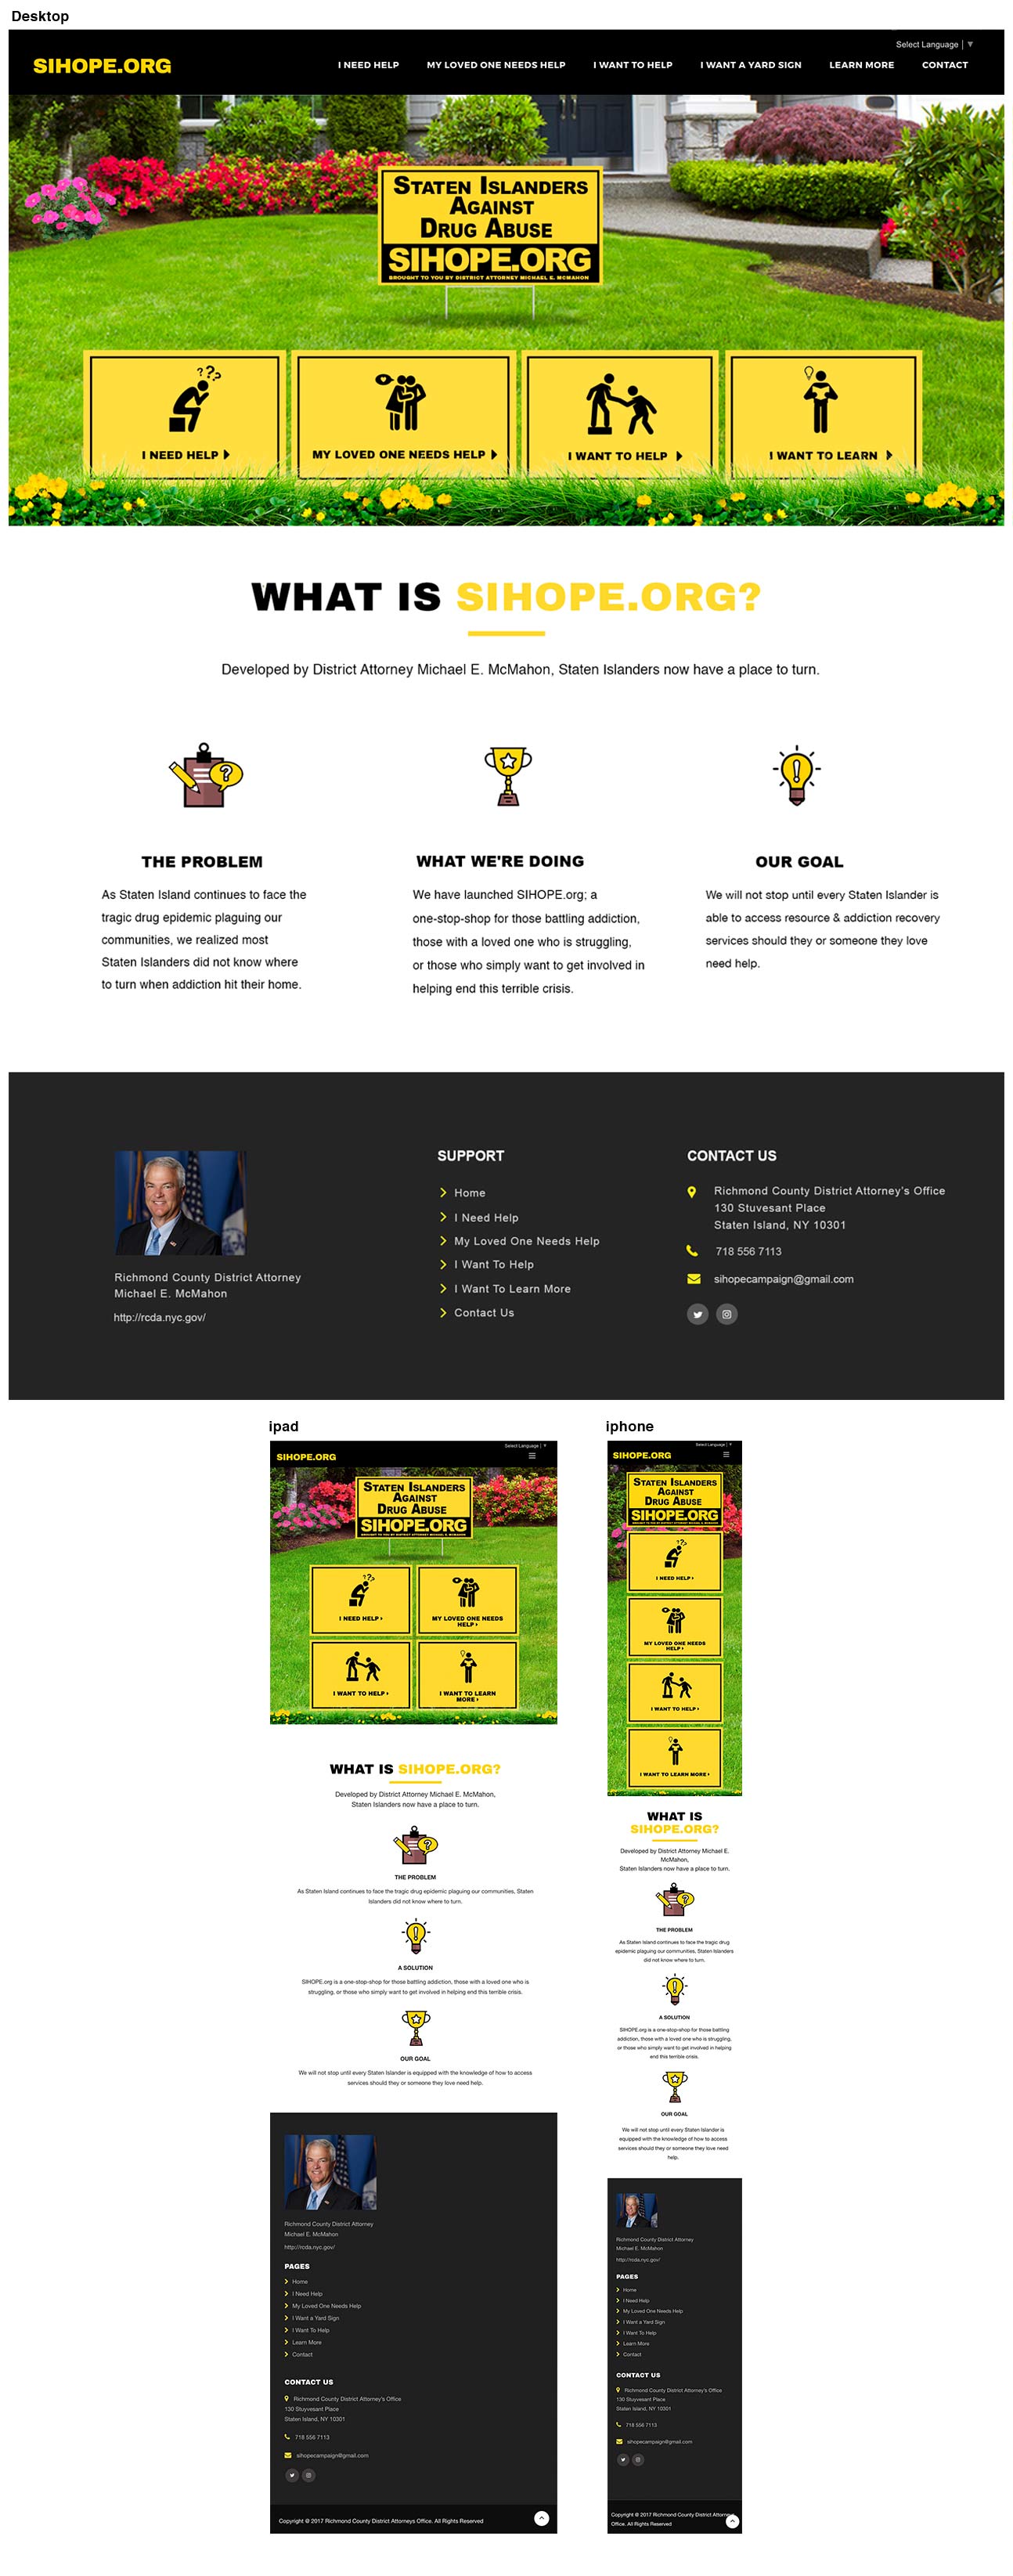 Desktop
Select Language | ▼
SIHOPE.ORG
I NEED HELP
MY LOVED ONE NEEDS HELP
I WANT TO HELP
I WANT A YARD SIGN
LEARN MORE
CONTACT
STATEN ISLANDERS
AGAINST
DRUG ABUSE
SIHOPE.ORG
BROUGHT TO YOU BY DISTRICT ATTORNEY MICHAEL E. MCMAHON
???
I NEED HELP
MY LOVED ONE NEEDS HELP
I WANT TO HELP
I WANT TO LEARN
WHAT IS SIHOPE.ORG?
Developed by District Attorney Michael E. McMahon, Staten Islanders now have a place to turn.
THE PROBLEM
As Staten Island continues to face the
tragic drug epidemic plaguing our
communities, we realized most
Staten Islanders did not know where
to turn when addiction hit their home.
WHAT WE'RE DOING
We have launched SIHOPE.org; a
one-stop-shop for those battling addiction,
those with a loved one who is struggling,
or those who simply want to get involved in
helping end this terrible crisis.
OUR GOAL
We will not stop until every Staten Islander is
able to access resource & addiction recovery
services should they or someone they love
need help.
Richmond County District Attorney
Michael E. McMahon
http://rcda.nyc.gov/
SUPPORT
Home
I Need Help
My Loved One Needs Help
I Want To Help
I Want To Learn More
Contact Us
CONTACT US
Richmond County District Attorney's Office
130 Stuvesant Place
Staten Island, NY 10301
718 556 7113
sihopecampaign@gmail.com
ipad
Select Language | ▼
SIHOPE.ORG
STATEN ISLANDERS
AGAINST
DRUG ABUSE
SIHOPE.ORG
BROUGHT TO YOU BY DISTRICT ATTORNEY MICHAEL E. MCMAHON
???
I NEED HELP
MY LOVED ONE NEEDS
HELP
I WANT TO HELP
I WANT TO LEARN
MORE
WHAT IS SIHOPE.ORG?
Developed by District Attorney Michael E. McMahon,
Staten Islanders now have a place to turn.
THE PROBLEM
As Staten Island continues to face the tragic drug epidemic plaguing our communities, Staten
Islanders did not know where to turn.
A SOLUTION
SIHOPE.org is a one-stop-shop for those battling addiction, those with a loved one who is
struggling, or those who simply want to get involved in helping end this terrible crisis.
OUR GOAL
We will not stop until every Staten Islander is equipped with the knowledge of how to access
services should they or someone they love need help.
Richmond County District Attorney
Michael E. McMahon
http://rcda.nyc.gov/
PAGES
Home
I Need Help
My Loved One Needs Help
I Want a Yard Sign
I Want To Help
Learn More
Contact
CONTACT US
Richmond County District Attorney's Office
130 Stuyvesant Place
Staten Island, NY 10301
718 556 7113
sihopecampaign@gmail.com
Copyright @ 2017 Richmond County District Attorneys Office. All Rights Reserved
iphone
Select Language | ▼
SIHOPE.ORG
STATEN ISLANDERS
AGAINST
DRUG ABUSE
SIHOPE.ORG
BROUGHT TO YOU BY DISTRICT ATTORNEY MICHAEL E. MCMAHON
???
I NEED HELP
MY LOVED ONE NEEDS
HELP
I WANT TO HELP
I WANT TO LEARN MORE
WHAT IS
SIHOPE.ORG?
Developed by District Attorney Michael E.
McMahon,
Staten Islanders now have a place to turn.
THE PROBLEM
As Staten Island continues to face the tragic drug
epidemic plaguing our communities, Staten Islanders
did not know where to turn.
A SOLUTION
SIHOPE.org is a one-stop-shop for those battling
addiction, those with a loved one who is struggling,
or those who simply want to get involved in helping
end this terrible crisis.
OUR GOAL
We will not stop until every Staten Islander is
equipped with the knowledge of how to access
services should they or someone they love need
help.
Richmond County District Attorney
Michael E. McMahon
http://rcda.nyc.gov/
PAGES
Home
I Need Help
My Loved One Needs Help
I Want a Yard Sign
I Want To Help
Learn More
Contact
CONTACT US
Richmond County District Attorney's Office
130 Stuyvesant Place
Staten Island, NY 10301
718 556 7113
sihopecampaign@gmail.com
Copyright @ 2017 Richmond County District Attorneys
Office. All Rights Reserved